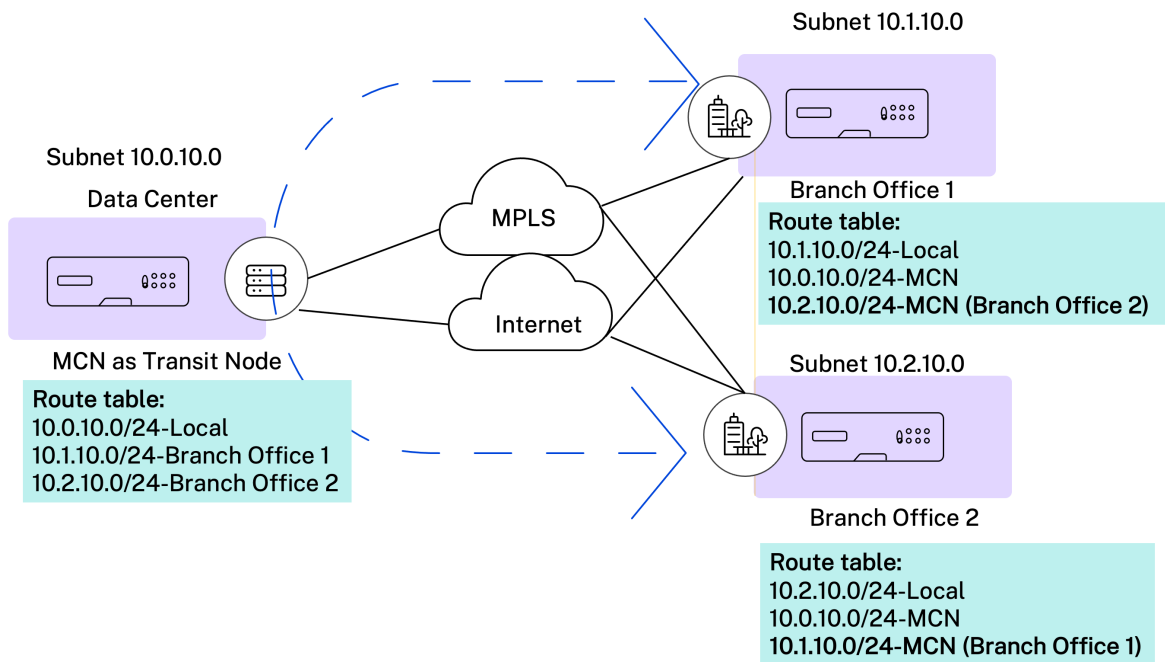 Subnet 10.0.10.0
Data Center
MCN as Transit Node
Route table:
10.0.10.0/24-Local
10.1.10.0/24-Branch Office 1
10.2.10.0/24-Branch Office 2
MPLS
Internet
Subnet 10.1.10.0
Branch Office 1
Route table:
10.1.10.0/24-Local
10.0.10.0/24-MCN
10.2.10.0/24-MCN (Branch Office 2)
Subnet 10.2.10.0
Branch Office 2
Route table:
10.2.10.0/24-Local
10.0.10.0/24-MCN
10.1.10.0/24-MCN (Branch Office 1)